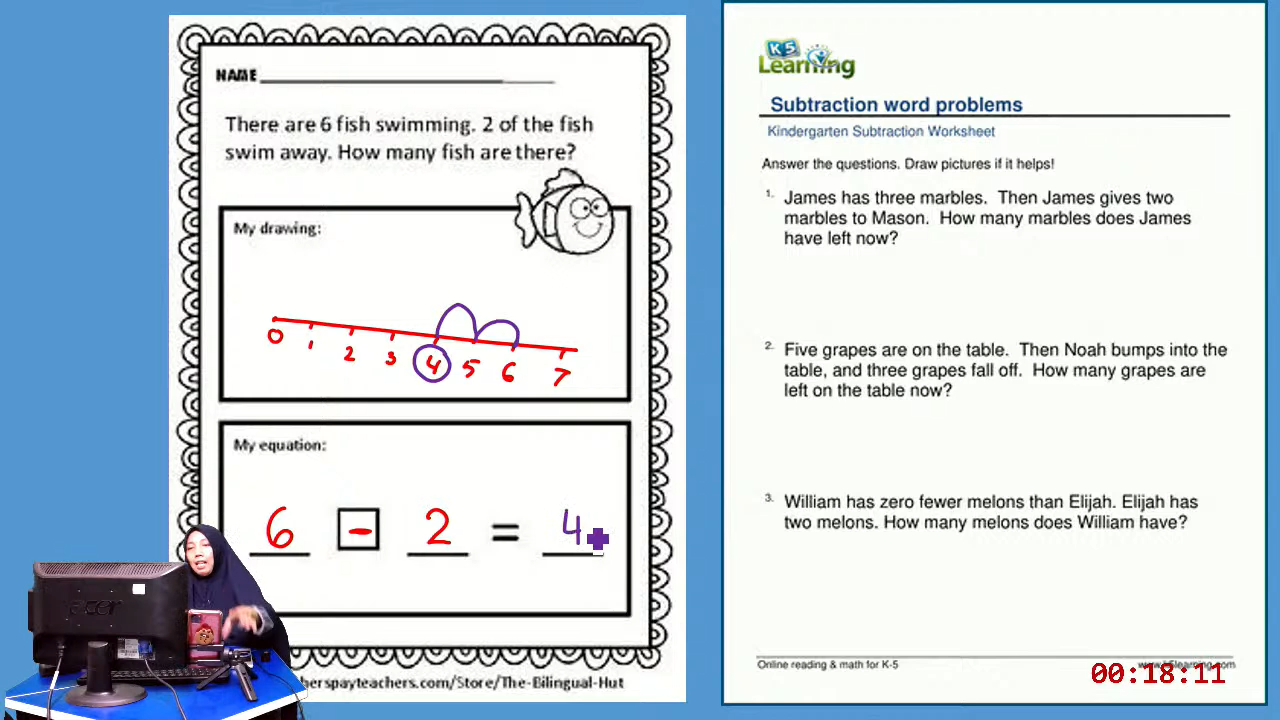 NAME
There are 6 fish swimming. 2 of the fish
swim away. How many fish are there?
My drawing:
0 1 2 3 4 5 6 7
My equation:
6 - 2 = 4
acer
herspayteachers.com/Store/The-Bilingual-Hut
K5
Learning
Subtraction word problems
Kindergarten Subtraction Worksheet
Answer the questions. Draw pictures if it helps!
1. James has three marbles. Then James gives two
marbles to Mason. How many marbles does James
have left now?
2. Five grapes are on the table. Then Noah bumps into the
table, and three grapes fall off. How many grapes are
left on the table now?
3. William has zero fewer melons than Elijah. Elijah has
two melons. How many melons does William have?
Online reading & math for K-5
00:18:11